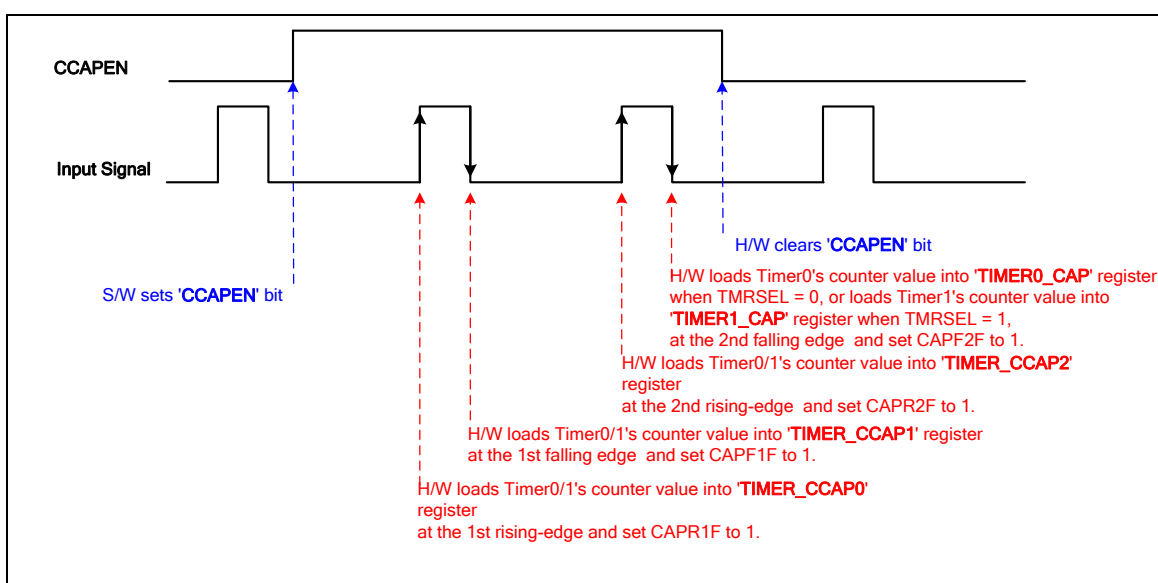 CCAPEN
Input Signal
H/W clears 'CCAPEN' bit
S/W sets 'CCAPEN' bit
H/W loads Timer0's counter value into 'TIMER0_CAP' register
when TMRSEL = 0, or loads Timer1's counter value into
'TIMER1_CAP' register when TMRSEL = 1,
at the 2nd falling edge and set CAPF2F to 1.
H/W loads Timer0/1's counter value into 'TIMER_CCAP2'
register
at the 2nd rising-edge and set CAPR2F to 1.
H/W loads Timer0/1's counter value into 'TIMER_CCAP1' register
at the 1st falling edge and set CAPF1F to 1.
H/W loads Timer0/1's counter value into 'TIMER_CCAP0'
register
at the 1st rising-edge and set CAPR1F to 1.